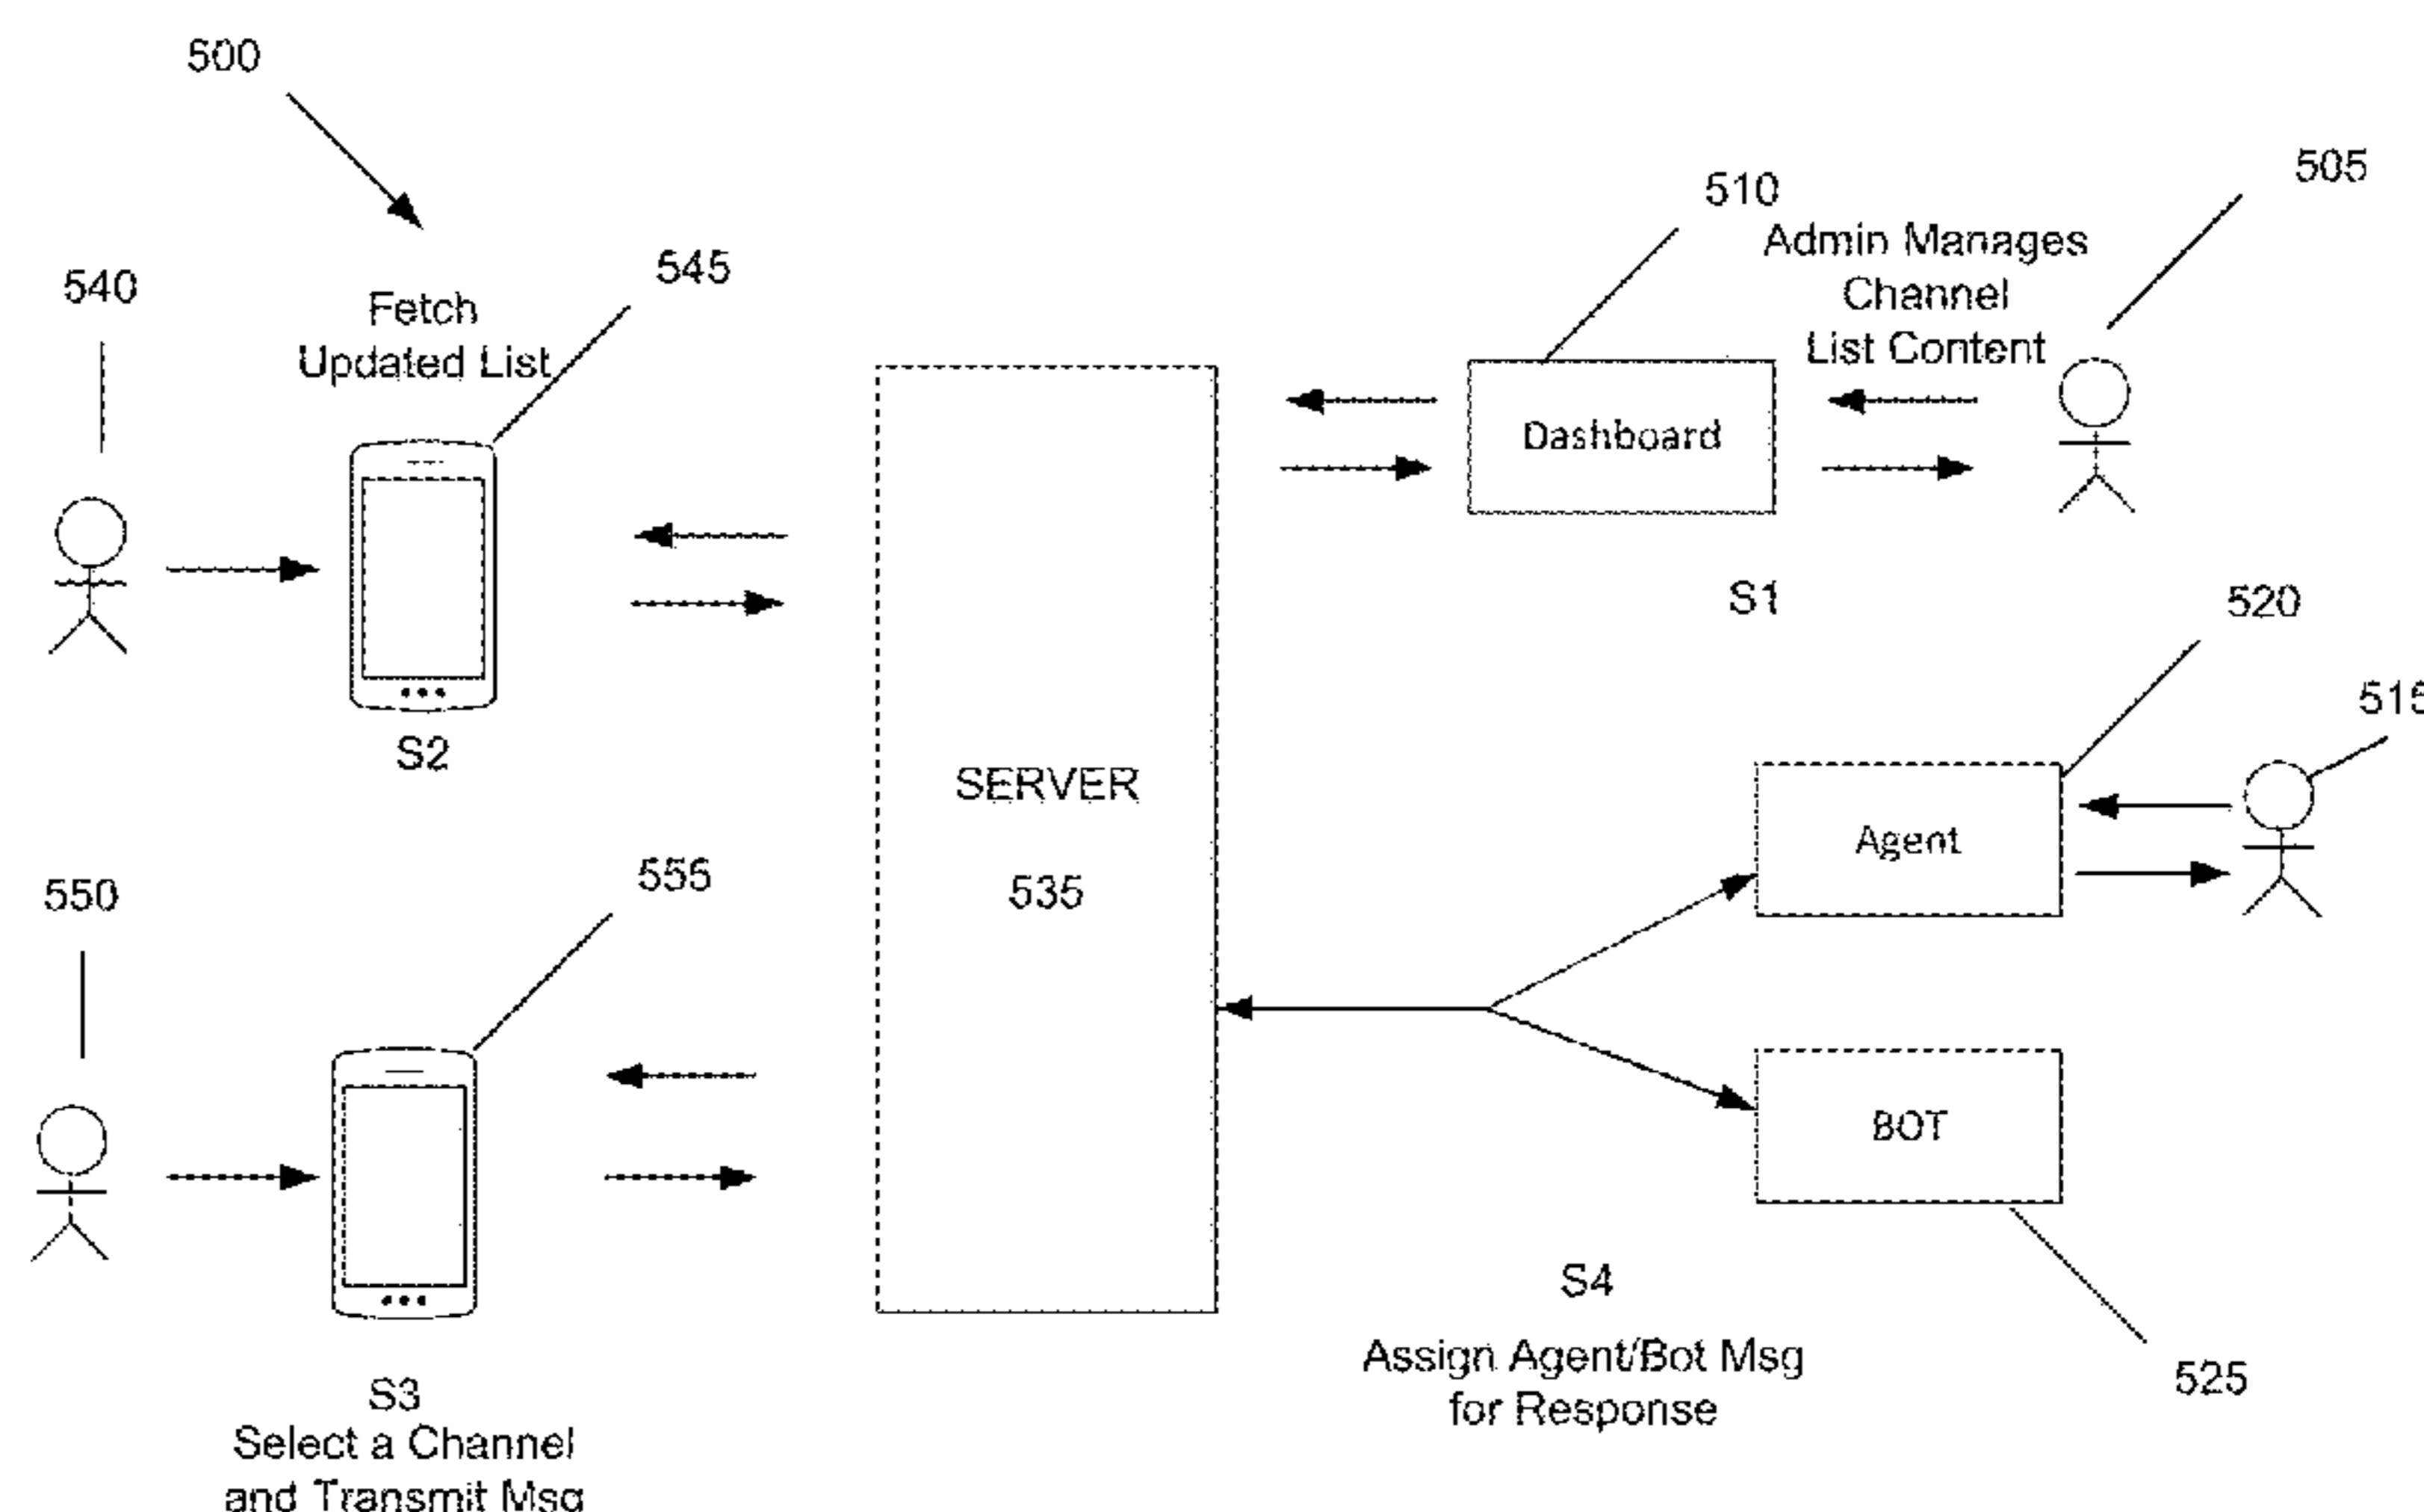 500
505
510
Admin Manages
Channel
List Content
540
545
Fetch
Updated List
Dashboard
S1
520
515
S2
SERVER
535
Agent
550
555
BOT
S4
Assign Agent/Bot Msg
for Response
525
S3
Select a Channel
and Transmit Msg